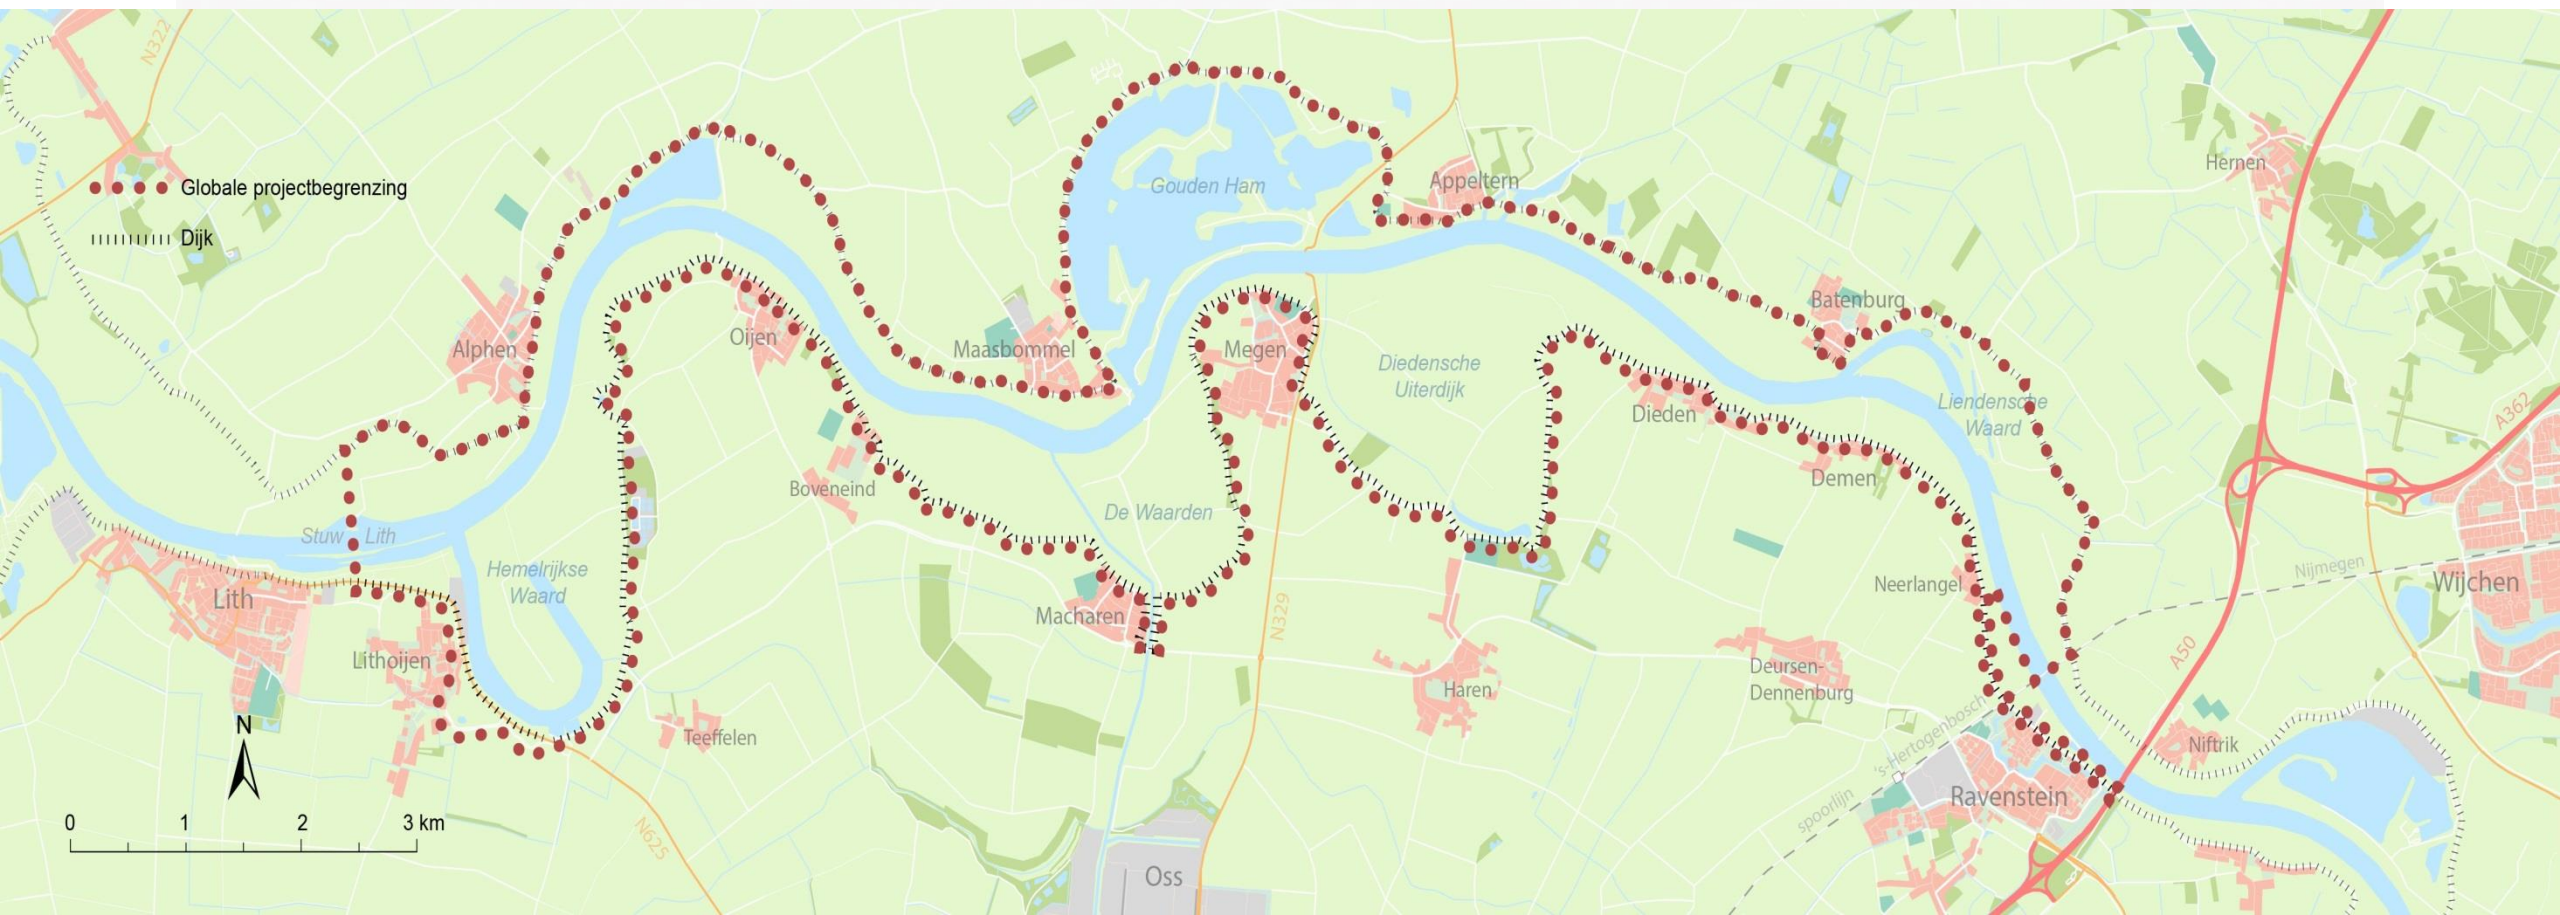 N322
Globale projectbegrenzing
Dijk
Gouden Ham
Appeltern
Hernen
Alphen
Oijen
Maasbommel
Megen
Diedensche
Uiterdijk
Batenburg
Dieden
Liendensche
Waard
A362
Boveneind
De Waarden
Demen
Stuw Lith
Hemelrijkse
Waard
Lith
Lithoijen
Macharen
N329
Neerlangel
Nijmegen
Wijchen
Haren
Deursen-
Dennenburg
A50
Teeffelen
N
's-Hertogenbosch
Niftrik
Ravenstein
spoorlijn
0 1 2 3 km
N625
Oss